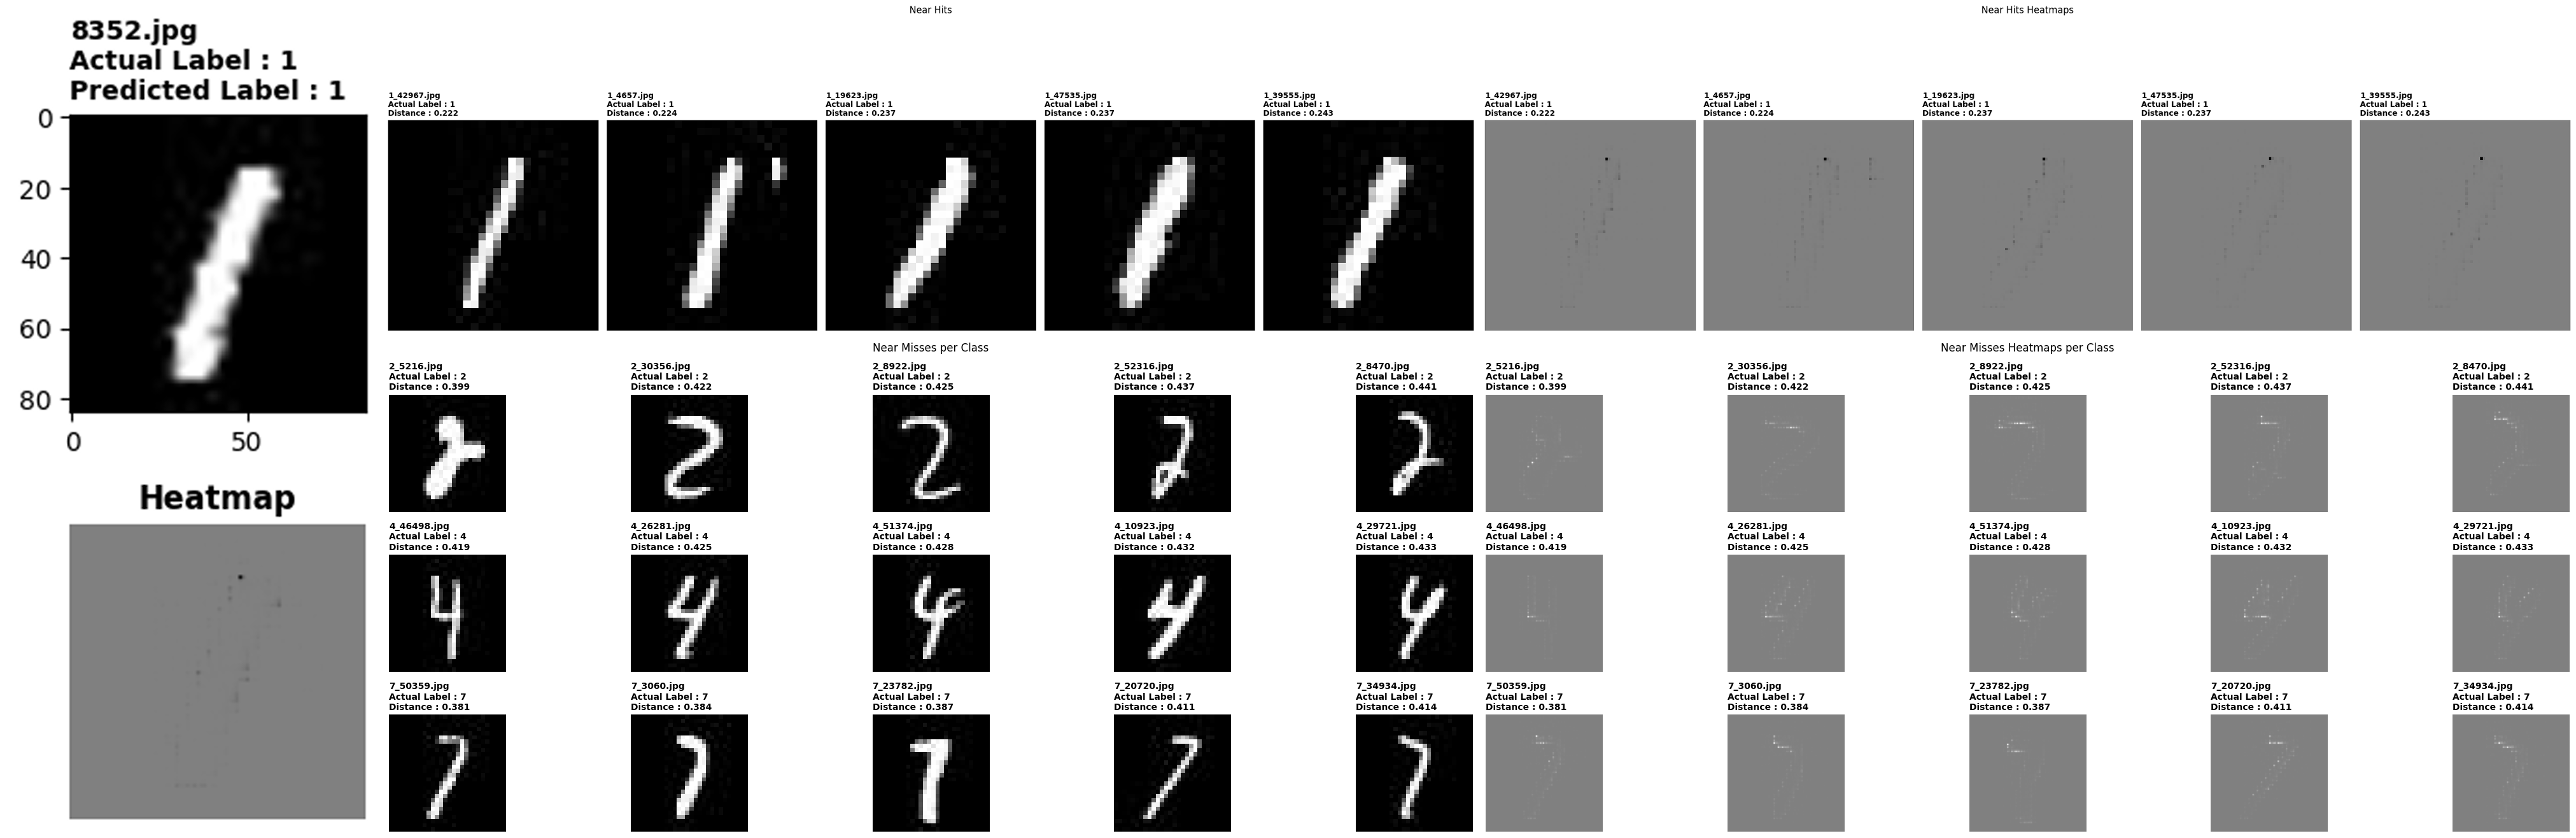 8352.jpg
Actual Label : 1
Predicted Label : 1
0
20
40
60
80
0
50
Heatmap
Near Hits
1_42967.jpg
Actual Label : 1
Distance : 0.222
1_4657.jpg
Actual Label : 1
Distance : 0.224
1_19623.jpg
Actual Label : 1
Distance : 0.237
1_47535.jpg
Actual Label : 1
Distance : 0.237
1_39555.jpg
Actual Label : 1
Distance : 0.243
Near Hits Heatmaps
1_42967.jpg
Actual Label : 1
Distance : 0.222
1_4657.jpg
Actual Label : 1
Distance : 0.224
1_19623.jpg
Actual Label : 1
Distance : 0.237
1_47535.jpg
Actual Label : 1
Distance : 0.237
1_39555.jpg
Actual Label : 1
Distance : 0.243
Near Misses per Class
2_5216.jpg
Actual Label : 2
Distance : 0.399
2_30356.jpg
Actual Label : 2
Distance : 0.422
2_8922.jpg
Actual Label : 2
Distance : 0.425
2_52316.jpg
Actual Label : 2
Distance : 0.437
2_8470.jpg
Actual Label : 2
Distance : 0.441
4_46498.jpg
Actual Label : 4
Distance : 0.419
4_26281.jpg
Actual Label : 4
Distance : 0.425
4_51374.jpg
Actual Label : 4
Distance : 0.428
4_10923.jpg
Actual Label : 4
Distance : 0.432
4_29721.jpg
Actual Label : 4
Distance : 0.433
7_50359.jpg
Actual Label : 7
Distance : 0.381
7_3060.jpg
Actual Label : 7
Distance : 0.384
7_23782.jpg
Actual Label : 7
Distance : 0.387
7_20720.jpg
Actual Label : 7
Distance : 0.411
7_34934.jpg
Actual Label : 7
Distance : 0.414
Near Misses Heatmaps per Class
2_5216.jpg
Actual Label : 2
Distance : 0.399
2_30356.jpg
Actual Label : 2
Distance : 0.422
2_8922.jpg
Actual Label : 2
Distance : 0.425
2_52316.jpg
Actual Label : 2
Distance : 0.437
2_8470.jpg
Actual Label : 2
Distance : 0.441
4_46498.jpg
Actual Label : 4
Distance : 0.419
4_26281.jpg
Actual Label : 4
Distance : 0.425
4_51374.jpg
Actual Label : 4
Distance : 0.428
4_10923.jpg
Actual Label : 4
Distance : 0.432
4_29721.jpg
Actual Label : 4
Distance : 0.433
7_50359.jpg
Actual Label : 7
Distance : 0.381
7_3060.jpg
Actual Label : 7
Distance : 0.384
7_23782.jpg
Actual Label : 7
Distance : 0.387
7_20720.jpg
Actual Label : 7
Distance : 0.411
7_34934.jpg
Actual Label : 7
Distance : 0.414